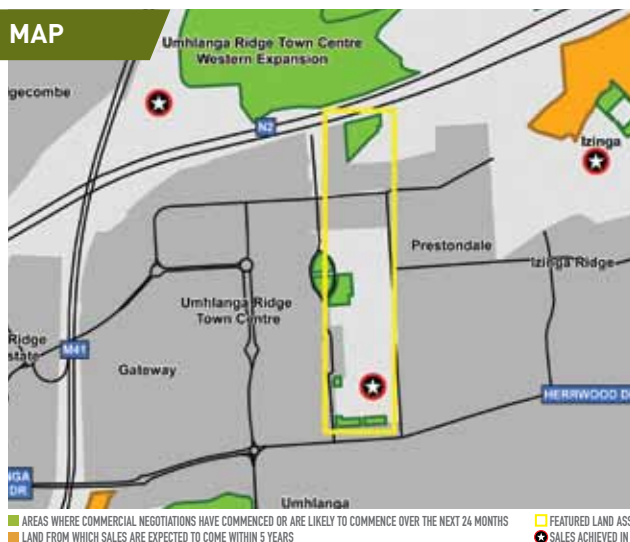 MAP
Umhlanga Ridge Town Centre
Western Expansion
gecombe
N2
Izinga
Prestondale
Izinga Ridge
Umhlanga Ridge
Town Centre
Ridge
state
M41
Gateway
HERRWOOD D
NGA
DR
Umhlanga
AREAS WHERE COMMERCIAL NEGOTIATIONS HAVE COMMENCED OR ARE LIKELY TO COMMENCE OVER THE NEXT 24 MONTHS
FEATURED LAND ASS
LAND FROM WHICH SALES ARE EXPECTED TO COME WITHIN 5 YEARS
SALES ACHIEVED IN